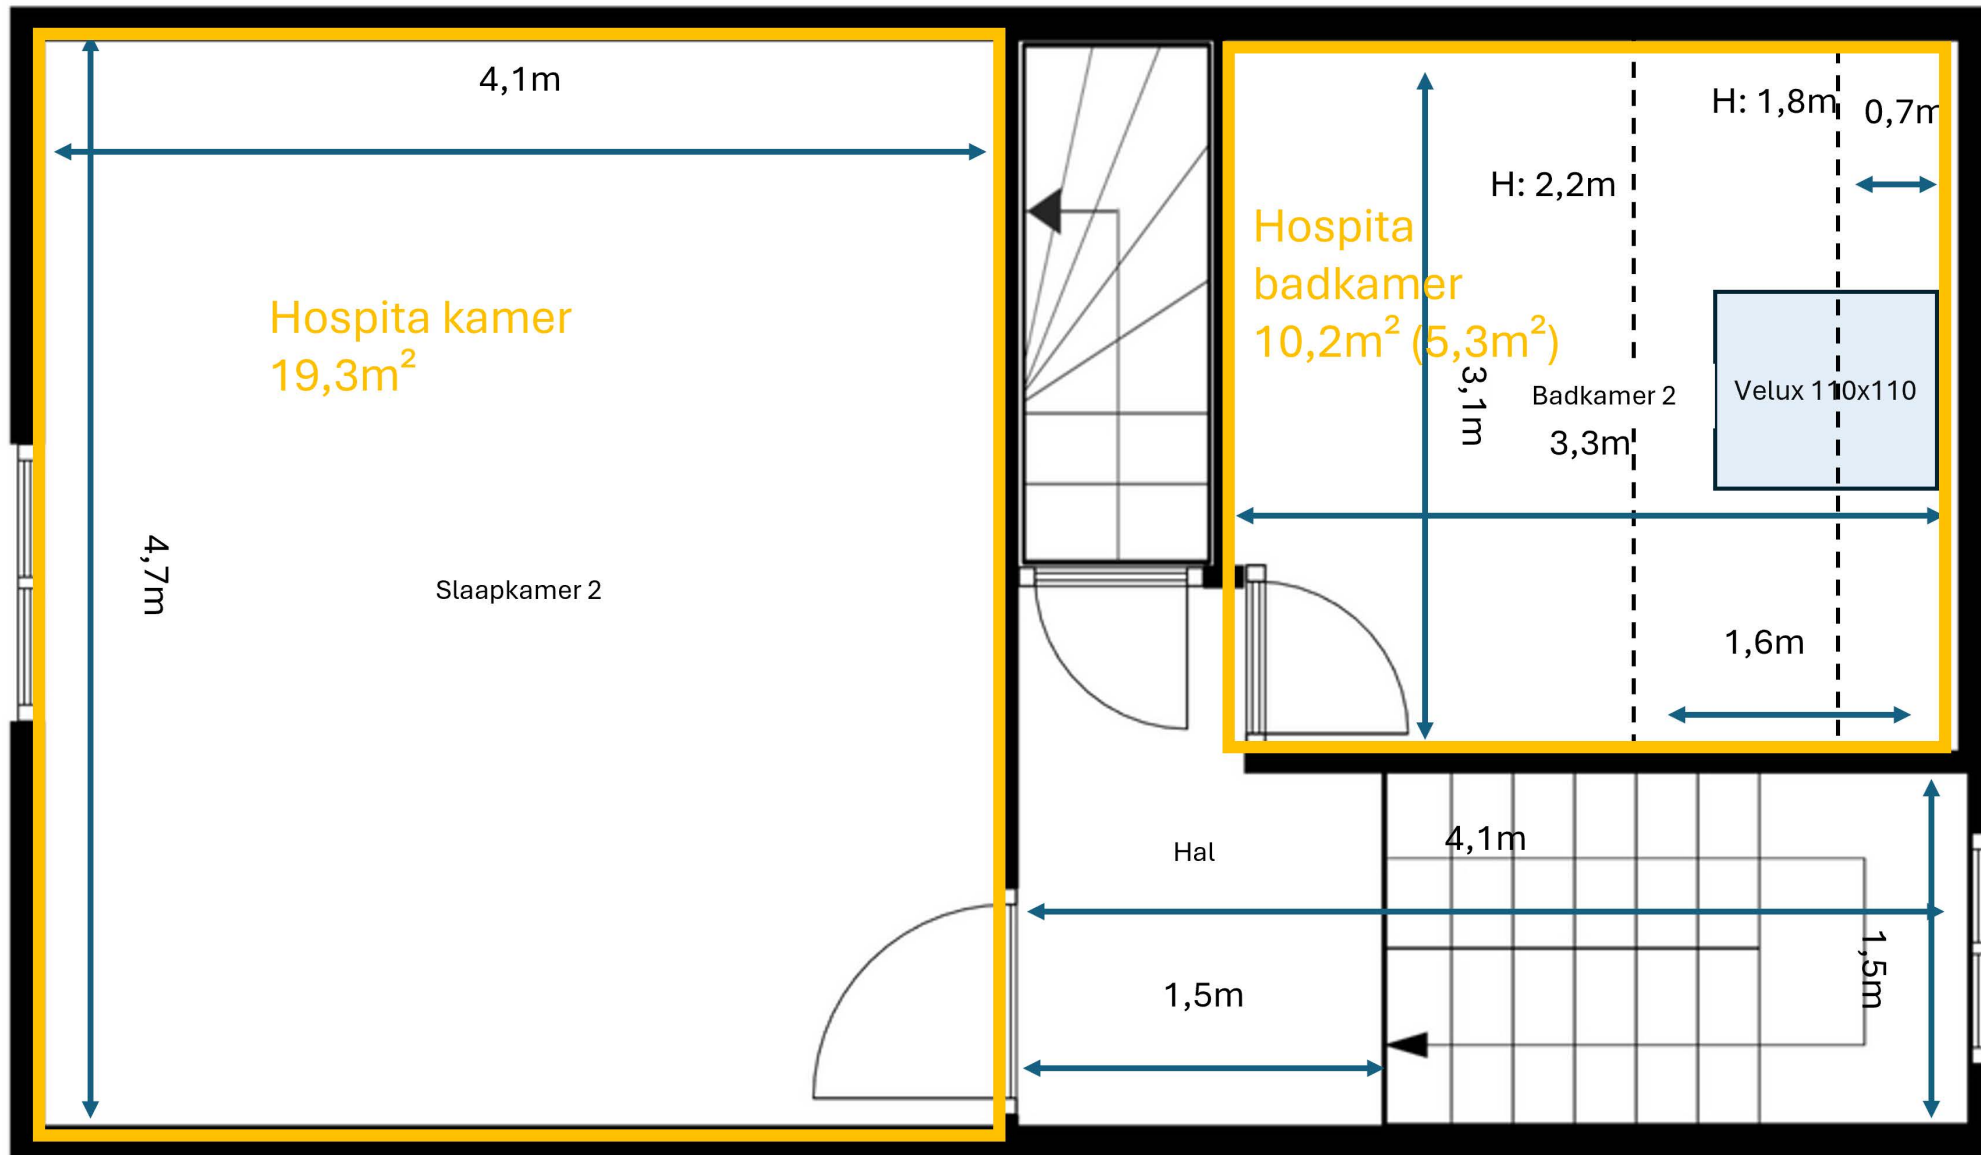 4,1m
H: 1,8m
0,7m
H: 2,2m
Hospita
badkamer
10,2m² (5,3m²)
Hospita kamer
19,3m²
3,1m
Badkamer 2
Velux 110x110
3,3m
4,7m
Slaapkamer 2
1,6m
4,1m
Hal
1,5m
1,5m